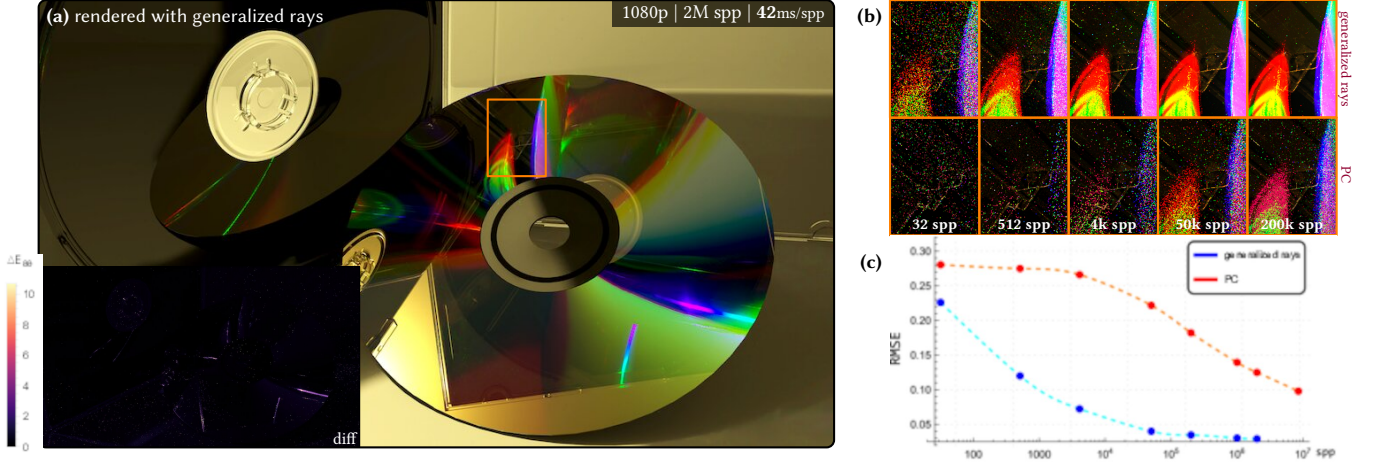 (a) rendered with generalized rays
1080p | 2M spp | 42ms/spp
ΔE ab
10
8
6
4
2
0
diff
(b)
generalized rays
PC
32 spp
512 spp
4k spp
50k spp
200k spp
(c)
generalized rays
PC
RMSE
0.30
0.25
0.20
0.15
0.10
0.05
100
1000
10⁴
10⁵
10⁶
10⁷
spp